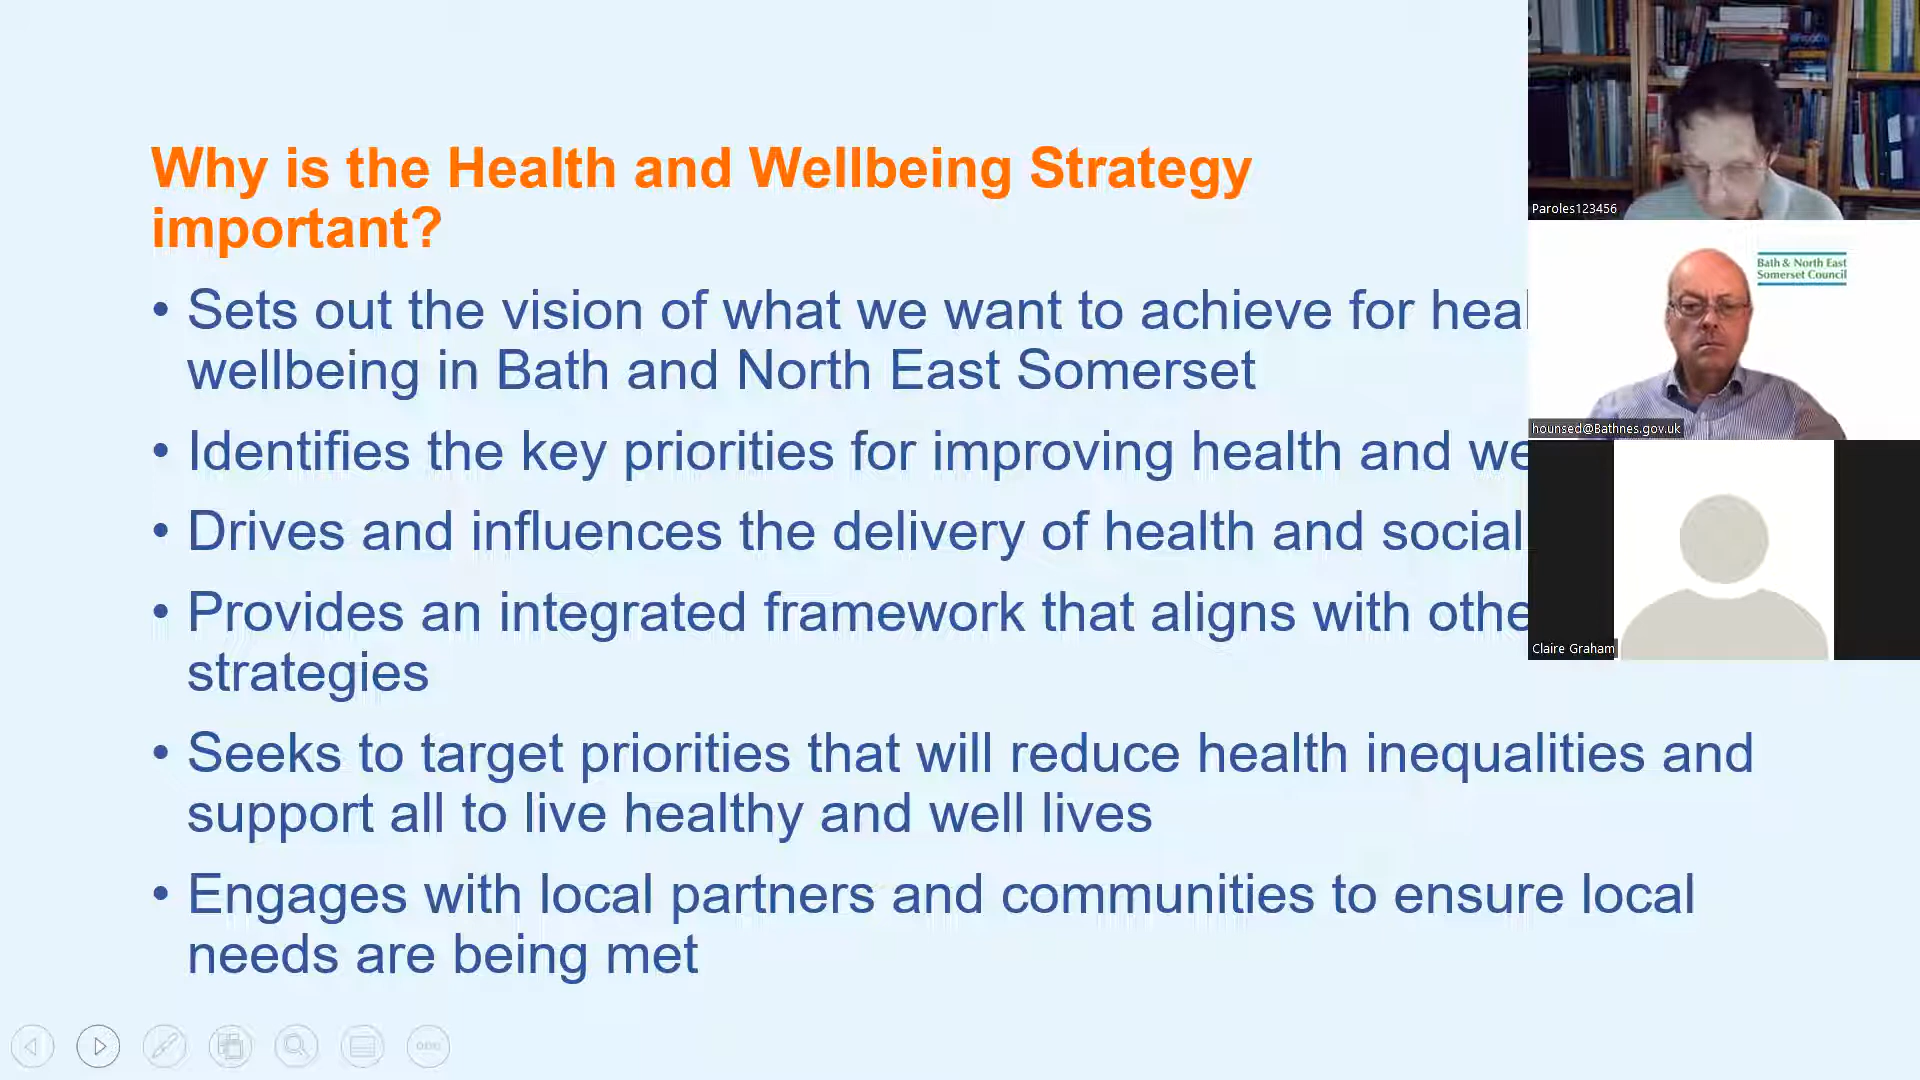 Why is the Health and Wellbeing Strategy
important?
• Sets out the vision of what we want to achieve for
wellbeing in Bath and North East Somerset
• Identifies the key priorities for improving health and
• Drives and influences the delivery of health and social
• Provides an integrated framework that aligns with
strategies
• Seeks to target priorities that will reduce health inequalities and
support all to live healthy and well lives
• Engages with local partners and communities to ensure local
needs are being met
Paroles123456
Bath & North East
Somerset Council
hounsed@Bathnes.gov.uk
Claire Graham